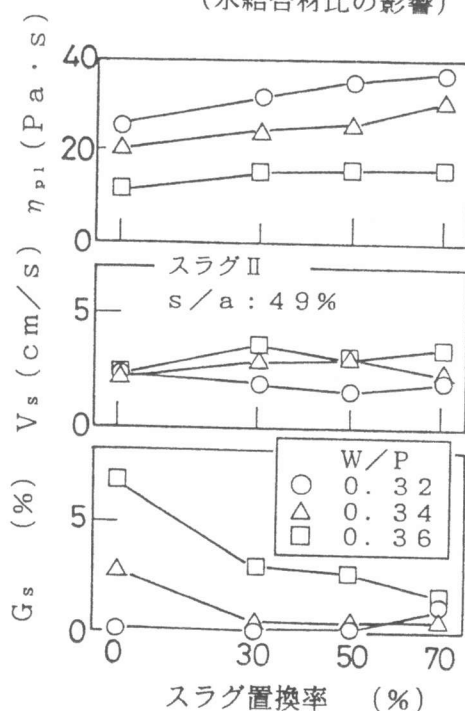 (水結合材比の影響)
η pl (Pa・s)
40
20
0
Vs (cm/s)
5
0
スラグⅡ
s/a:49%
Gs (%)
5
0
W/P
○ 0.32
△ 0.34
□ 0.36
0 30 50 70
スラグ置換率 (%)